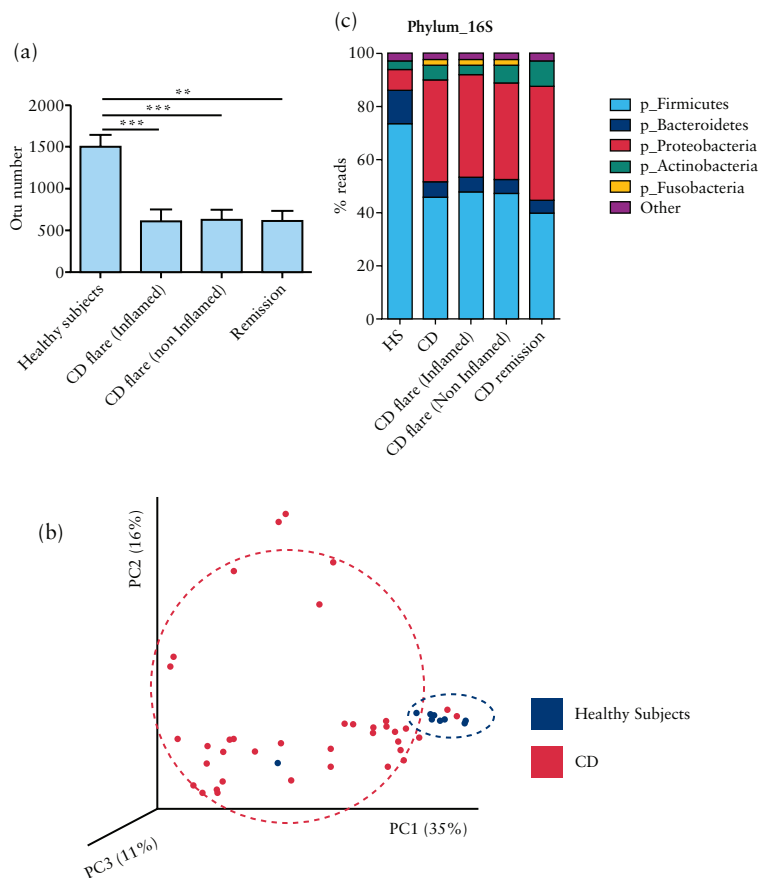 (a)
**
***
***
2000
1500
1000
500
0
Otu number
Healthy subjects
CD flare (Inflamed)
CD flare (non Inflamed)
Remission
(c)
Phylum_16S
100
80
60
40
20
0
% reads
HS
CD
CD flare (Inflamed)
CD flare (Non Inflamed)
CD remission
p_Firmicutes
p_Bacteroidetes
p_Proteobacteria
p_Actinobacteria
p_Fusobacteria
Other
(b)
PC2 (16%)
PC1 (35%)
PC3 (11%)
Healthy Subjects
CD